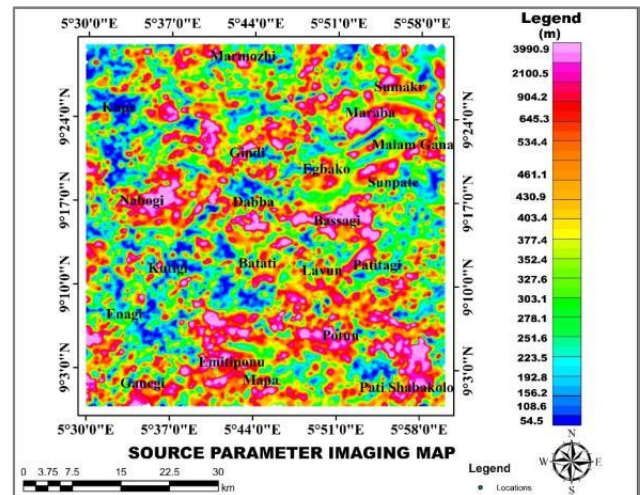 5°30'0"E 5°37'0"E 5°44'0"E 5°51'0"E 5°58'0"E
Legend
(m)
3990.9
2100.5
904.2
645.3
534.4
461.1
430.9
403.4
377.4
352.4
327.6
303.1
278.1
251.6
223.5
192.8
156.2
108.6
54.5
9°24'0"N
9°17'0"N
9°10'0"N
9°3'0"N
Marmozhi
Sumakr
Kupi
Maraba
Malam Gana
Gindi
Egbako
Sunpate
Nabogi
Dabba
Bassagi
Kutigi
Batati
Lavun
Patitagi
Enagi
Potun
Emitiponu
Ganegi
Mapa
Pati Shabakolo
9°24'0"N
9°17'0"N
9°10'0"N
9°3'0"N
5°30'0"E 5°37'0"E 5°44'0"E 5°51'0"E 5°58'0"E
SOURCE PARAMETER IMAGING MAP
0 3.75 7.5 15 22.5 30
km
Legend
Locations
N
W E
S